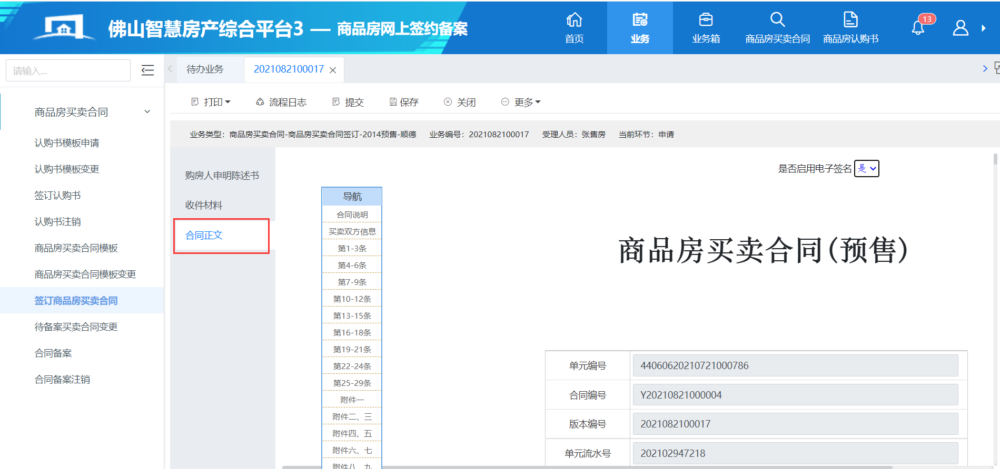 佛山智慧房产综合平台3 — 商品房网上签约备案
首页
业务
业务箱
商品房买卖合同
商品房认购书
13
请输入...
待办业务
2021082100017
商品房买卖合同
认购书模板申请
认购书模板变更
签订认购书
认购书注销
商品房买卖合同模板
商品房买卖合同模板变更
签订商品房买卖合同
待备案买卖合同变更
合同备案
合同备案注销
打印
流程日志
提交
保存
关闭
更多
业务类型：商品房买卖合同-商品房买卖合同签订-2014预售-顺德 业务编号：2021082100017 受理人员：张售房 当前环节：申请
购房人申明陈述书
收件材料
合同正文
是否启用电子签名 是
导航
合同说明
买卖双方信息
第1-3条
第4-6条
第7-9条
第10-12条
第13-15条
第16-18条
第19-21条
第22-24条
第25-29条
附件一
附件二、三
附件四、五
附件六、七
附件八、九
商品房买卖合同(预售)
单元编号 44060620210721000786
合同编号 Y20210821000004
版本编号 2021082100017
单元流水号 202102947218